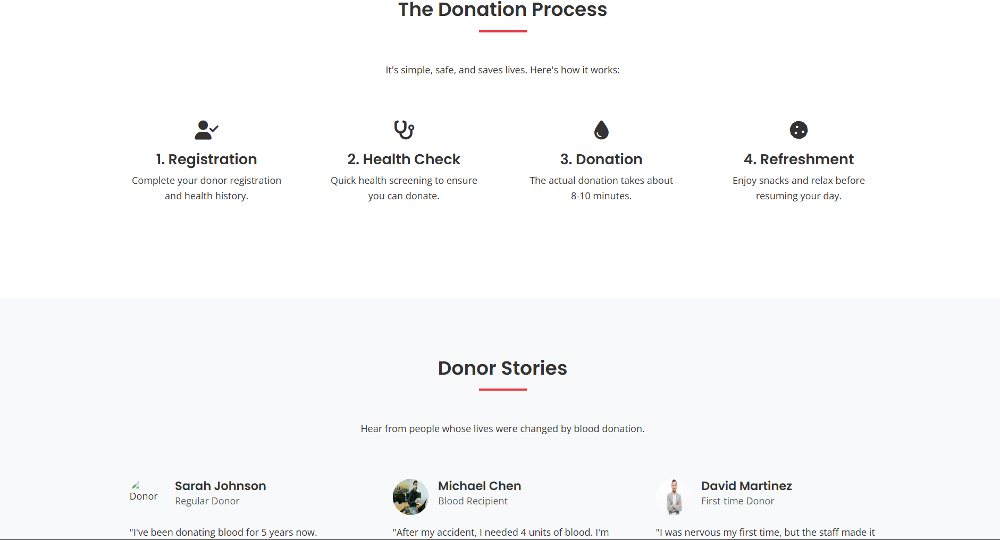 The Donation Process
It's simple, safe, and saves lives. Here's how it works:
1. Registration
Complete your donor registration
and health history.
2. Health Check
Quick health screening to ensure
you can donate.
3. Donation
The actual donation takes about
8-10 minutes.
4. Refreshment
Enjoy snacks and relax before
resuming your day.
Donor Stories
Hear from people whose lives were changed by blood donation.
Donor
Sarah Johnson
Regular Donor
"I've been donating blood for 5 years now.
Michael Chen
Blood Recipient
"After my accident, I needed 4 units of blood. I'm
David Martinez
First-time Donor
"I was nervous my first time, but the staff made it